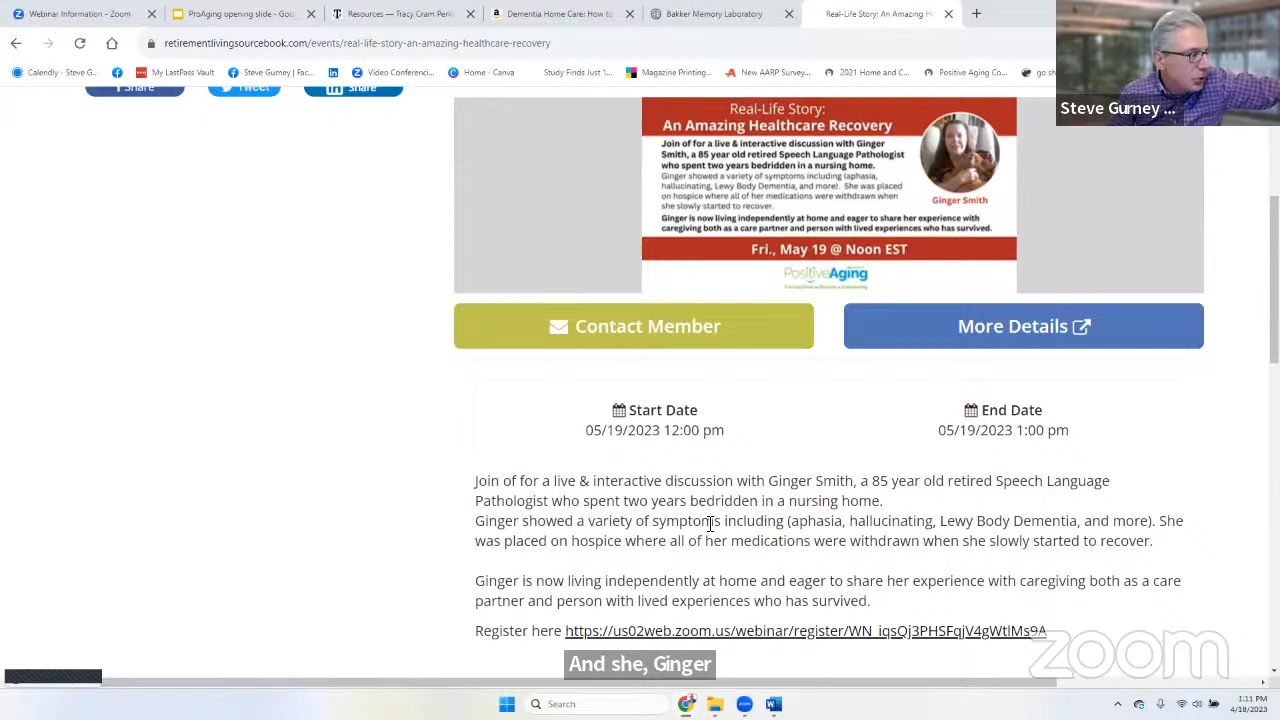 Webinar Information - Z
ProAging opening slide - Goo
Resources — Tracy Gram Perk
Dementia Home Care: How to
Bakker Memory Laboratory
Real-Life Story: An Amazing H
retirementlivingsourcebook.com/events/real-life-story-an-amazing-healthcare-recovery
Calendly - Steve G...
My LastPass Vault
Steve Gurney | Fac...
Video Conferenci...
Home - Canva
Study Finds Just 1...
Magazine Printing...
New AARP Survey...
2021 Home and C...
Positive Aging Co...
go sh
Share
Tweet
Share
Real-Life Story:
An Amazing Healthcare Recovery
Join of for a live & interactive discussion with Ginger
Smith, a 85 year old retired Speech Language Pathologist
who spent two years bedridden in a nursing home.
Ginger showed a variety of symptoms including (aphasia,
hallucinating, Lewy Body Dementia, and more). She was placed
on hospice where all of her medications were withdrawn when
she slowly started to recover.
Ginger is now living independently at home and eager to share her experience with
caregiving both as a care partner and person with lived experiences who has survived.
Ginger Smith
Fri., May 19 @ Noon EST
PositiveAging
Steve Gurney ...
Contact Member
More Details
Start Date
05/19/2023 12:00 pm
End Date
05/19/2023 1:00 pm
Join of for a live & interactive discussion with Ginger Smith, a 85 year old retired Speech Language
Pathologist who spent two years bedridden in a nursing home.
Ginger showed a variety of symptoms including (aphasia, hallucinating, Lewy Body Dementia, and more). She
was placed on hospice where all of her medications were withdrawn when she slowly started to recover.
Ginger is now living independently at home and eager to share her experience with caregiving both as a care
partner and person with lived experiences who has survived.
Register here https://us02web.zoom.us/webinar/register/WN_iqsQj3PHSFqjV4gWtlMs9A
And she, Ginger
zoom
Search
1:11 PM
4/18/2023